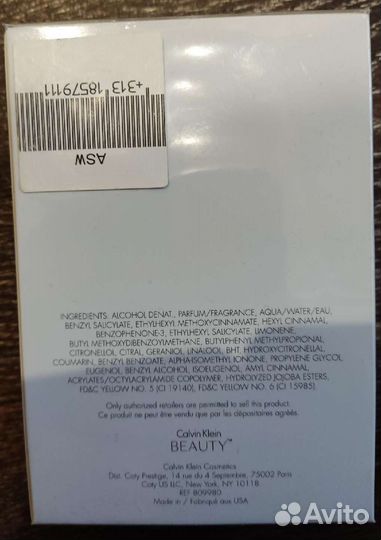 +313 18579111
ASW
INGREDIENTS: ALCOHOL DENAT., PARFUM/FRAGRANCE, AQUA/WATER/EAU,
BENZYL SALICYLATE, ETHYLHEXYL METHOXYCINNAMATE, HEXYL CINNAMAL,
BENZOPHENONE-3, ETHYLHEXYL SALICYLATE, LIMONENE,
BUTYL METHOXYDIBENZOYLMETHANE, BUTYLPHENYL METHYLPROPIONAL,
CITRONELLOL, CITRAL, GERANIOL, LINALOOL, BHT, HYDROXYCITRONELLAL,
COUMARIN, BENZYL BENZOATE, ALPHA-ISOMETHYL IONONE, PROPYLENE GLYCOL,
EUGENOL, BENZYL ALCOHOL, ISOEUGENOL, AMYL CINNAMAL,
ACRYLATES/OCTYLACRYLAMIDE COPOLYMER, HYDROLYZED JOJOBA ESTERS,
FD&C YELLOW NO. 5 (CI 19140), FD&C YELLOW NO. 6 (CI 15985).
Only authorized retailers are permitted to sell this product.
Ce produit ne peut être vendu que par les dépositaires agréés.
Calvin Klein
BEAUTY™
Calvin Klein Cosmetics
Dist. Coty Prestige, 14 rue du 4 Septembre, 75002 Paris
Coty US LLC, New York, NY 10118.
REF 809980
Made in / Fabriqué aux USA
Avito